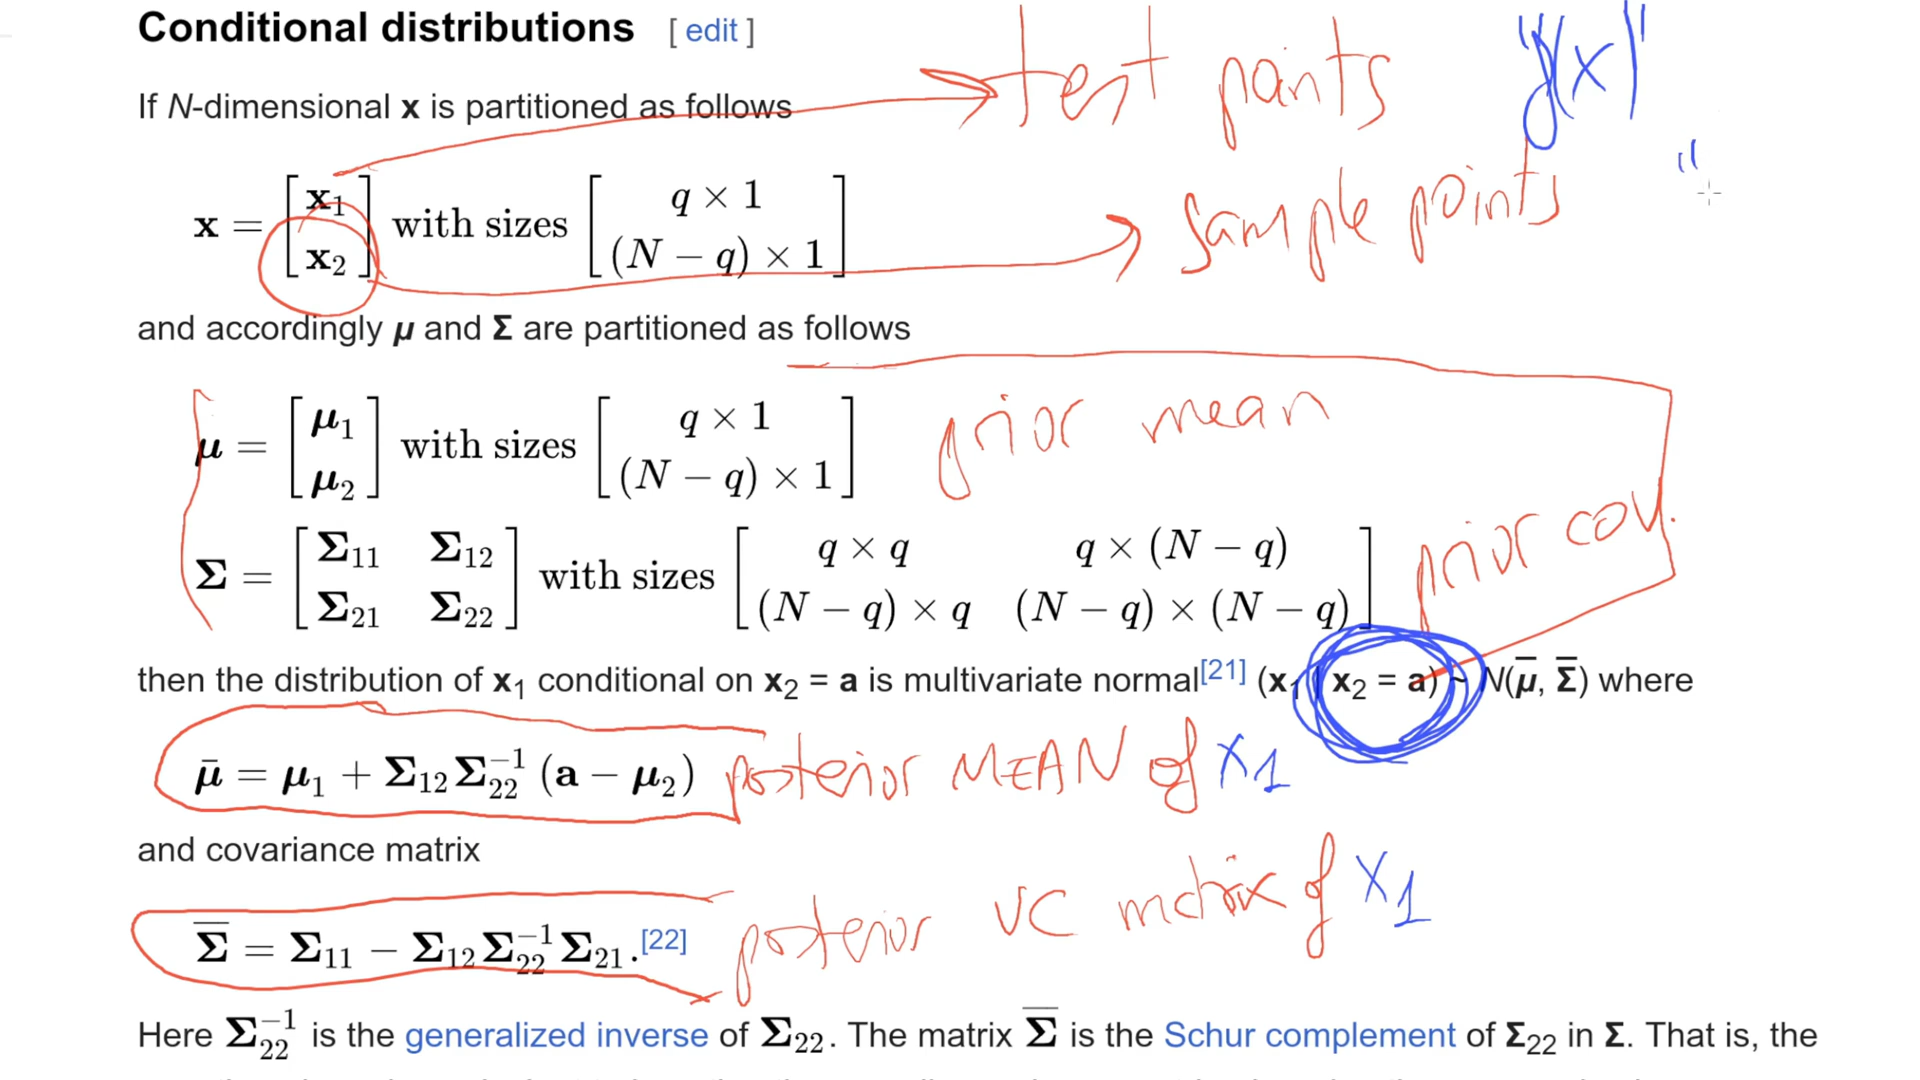 Conditional distributions [ edit ]
test points "f(x)"
If N-dimensional x is partitioned as follows
x = [x₁; x₂] with sizes [q × 1; (N − q) × 1]
sample points
and accordingly μ and Σ are partitioned as follows
μ = [μ₁; μ₂] with sizes [q × 1; (N − q) × 1] prior mean
Σ = [Σ₁₁ Σ₁₂; Σ₂₁ Σ₂₂] with sizes [q × q q × (N − q); (N − q) × q (N − q) × (N − q)] prior cov.
then the distribution of x₁ conditional on x₂ = a is multivariate normal[21] (x₁ | x₂ = a) ~ N(μ̅, Σ̅) where
μ̄ = μ₁ + Σ₁₂Σ₂₂⁻¹ (a − μ₂) posterior MEAN of x1
and covariance matrix
Σ̅ = Σ₁₁ − Σ₁₂Σ₂₂⁻¹Σ₂₁.[22] posterior VC matrix of x1
Here Σ₂₂⁻¹ is the generalized inverse of Σ₂₂. The matrix Σ̅ is the Schur complement of Σ₂₂ in Σ. That is, the